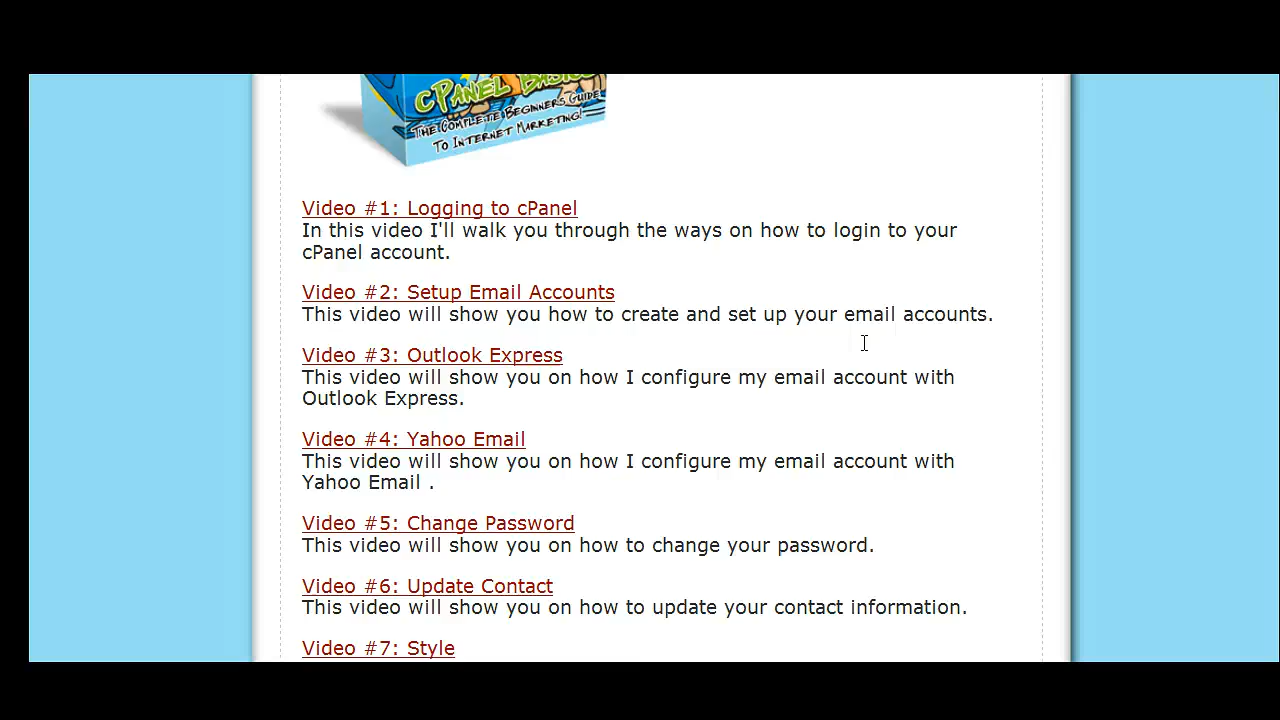 cPanel Basics
The Complete Beginners Guide
To Internet Marketing!
Video #1: Logging to cPanel
In this video I'll walk you through the ways on how to login to your
cPanel account.
Video #2: Setup Email Accounts
This video will show you how to create and set up your email accounts.
Video #3: Outlook Express
This video will show you on how I configure my email account with
Outlook Express.
Video #4: Yahoo Email
This video will show you on how I configure my email account with
Yahoo Email .
Video #5: Change Password
This video will show you on how to change your password.
Video #6: Update Contact
This video will show you on how to update your contact information.
Video #7: Style